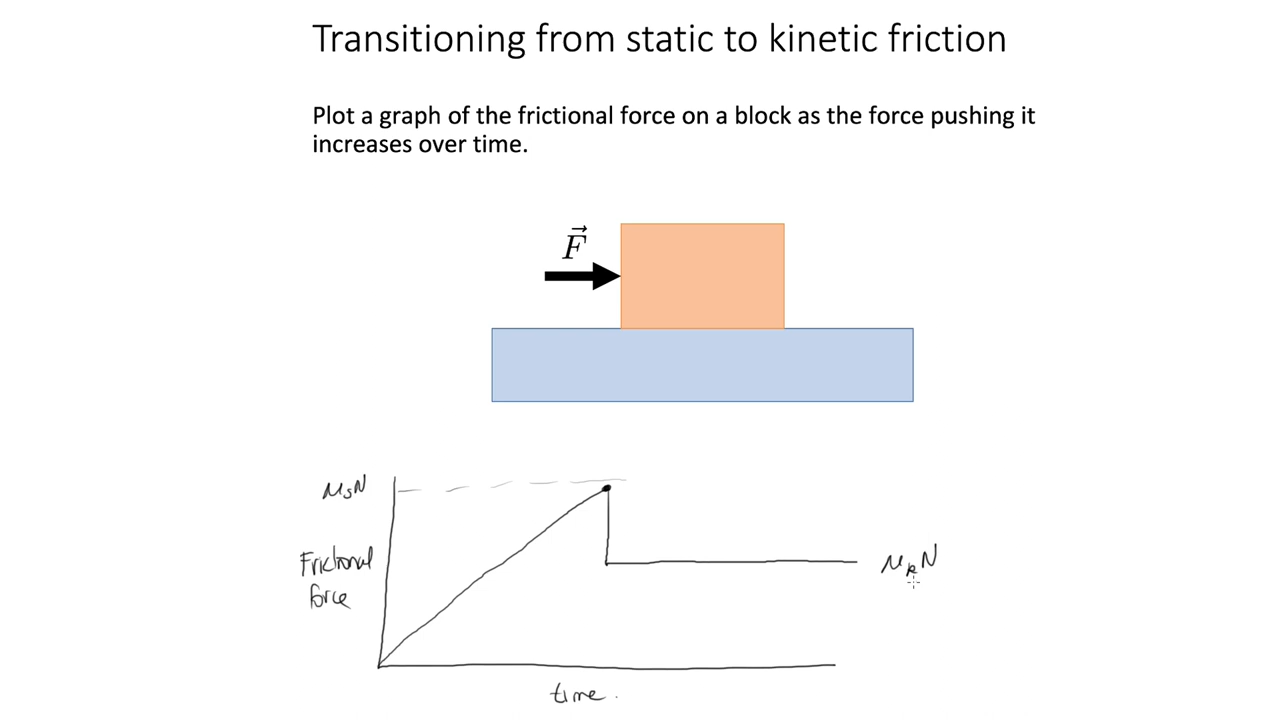 Transitioning from static to kinetic friction
Plot a graph of the frictional force on a block as the force pushing it
increases over time.
F⃗
μsN
Frictional
force
μkN
time.